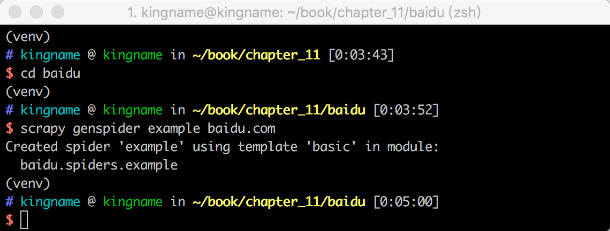 1. kingname@kingname: ~/book/chapter_11/baidu (zsh)
(venv)
# kingname @ kingname in ~/book/chapter_11 [0:03:43]
$ cd baidu
(venv)
# kingname @ kingname in ~/book/chapter_11/baidu [0:03:52]
$ scrapy genspider example baidu.com
Created spider 'example' using template 'basic' in module:
  baidu.spiders.example
(venv)
# kingname @ kingname in ~/book/chapter_11/baidu [0:05:00]
$